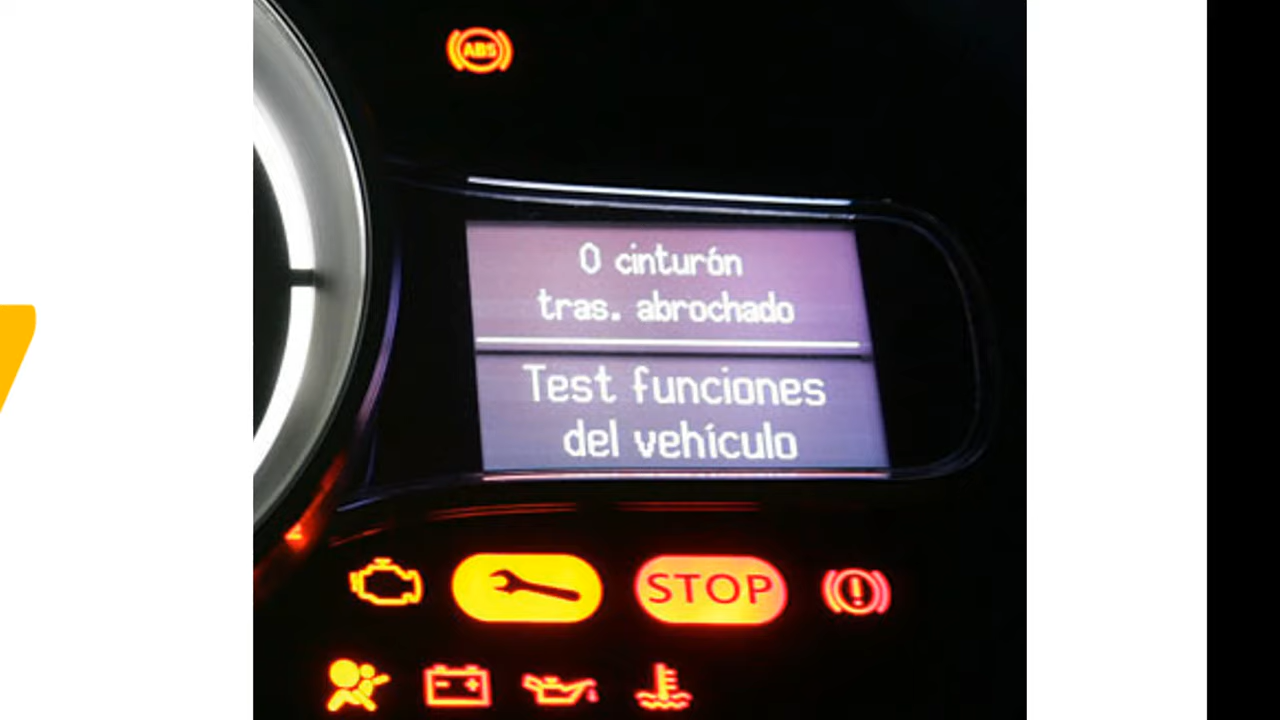 ABS
0 cinturón
tras. abrochado
Test funciones
del vehículo
STOP